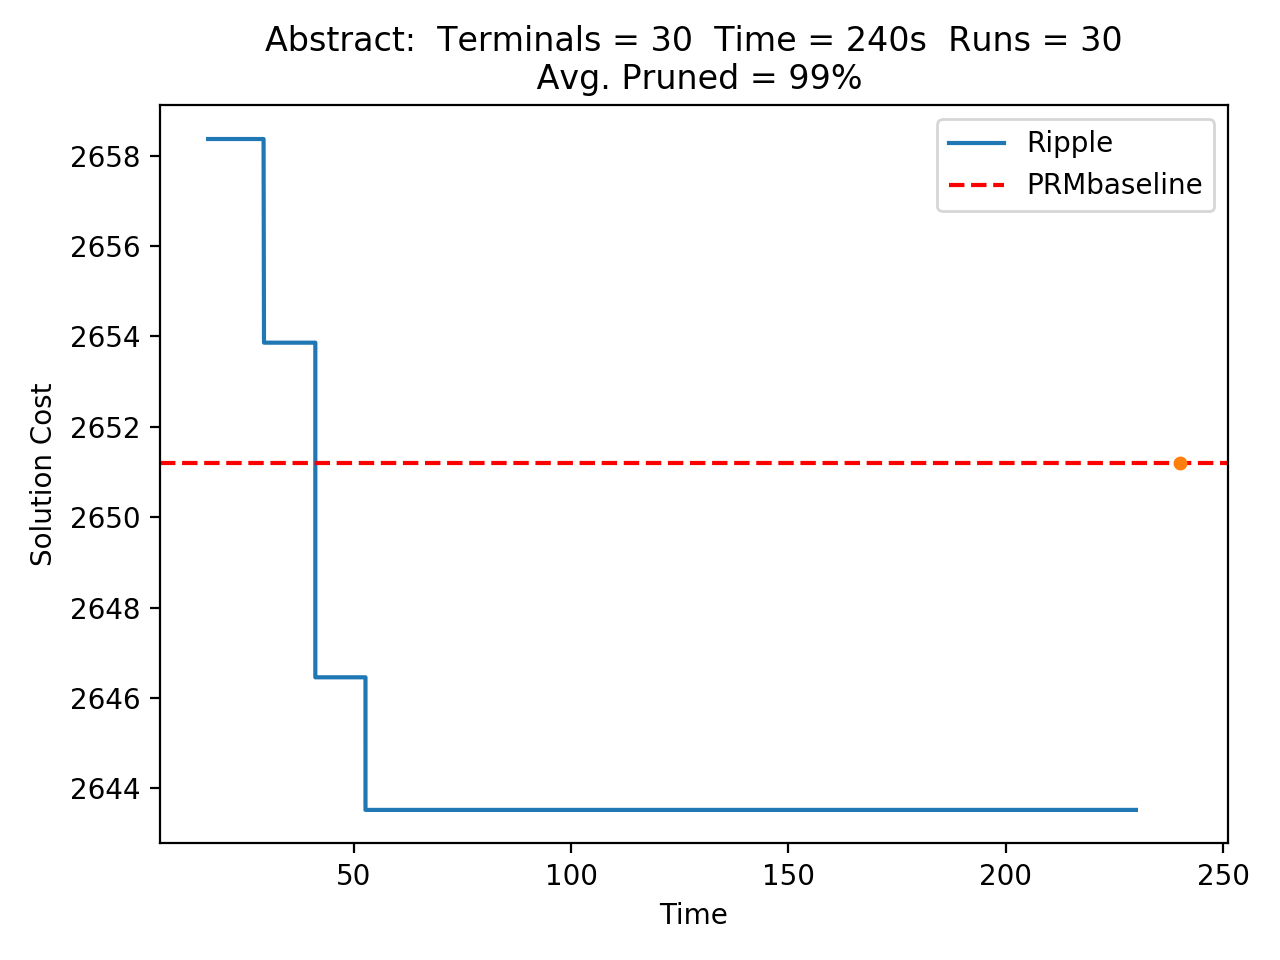 Abstract:  Terminals = 30  Time = 240s  Runs = 30
Avg. Pruned = 99%
Ripple
PRMbaseline
Solution Cost
2658
2656
2654
2652
2650
2648
2646
2644
50
100
150
200
250
Time